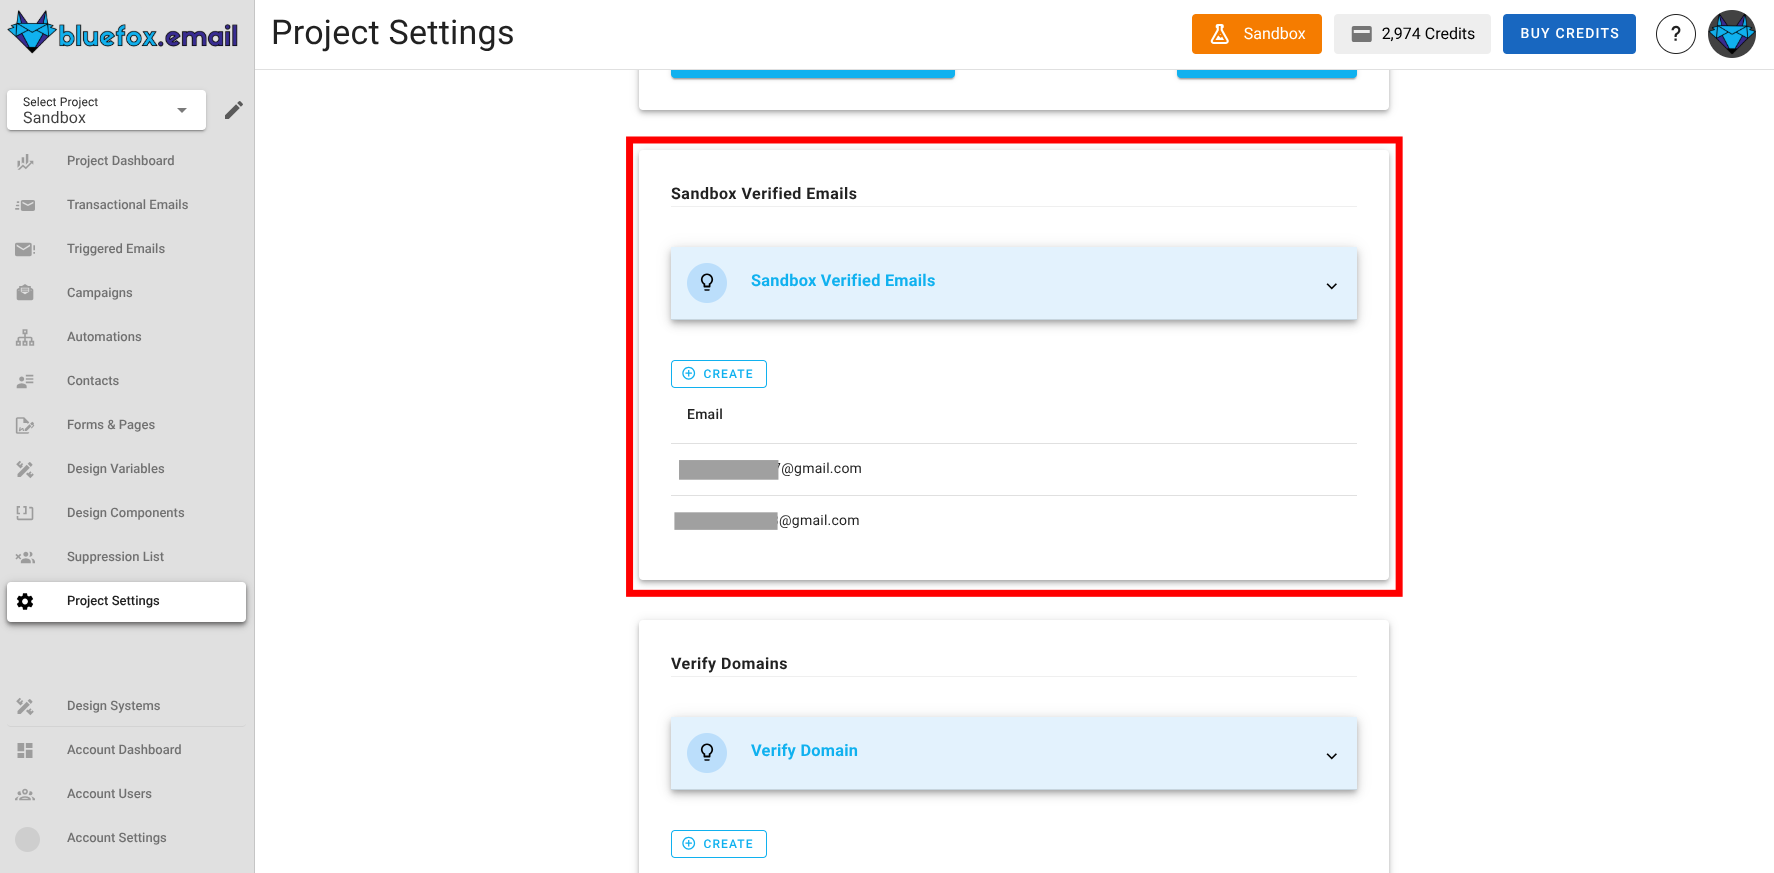 bluefox.email
Project Settings
Sandbox
2,974 Credits
BUY CREDITS
?
Select Project
Sandbox
Project Dashboard
Transactional Emails
Triggered Emails
Campaigns
Automations
Contacts
Forms & Pages
Design Variables
Design Components
Suppression List
Project Settings
Design Systems
Account Dashboard
Account Users
Account Settings
Sandbox Verified Emails
Sandbox Verified Emails
CREATE
Email
@gmail.com
@gmail.com
Verify Domains
Verify Domain
CREATE